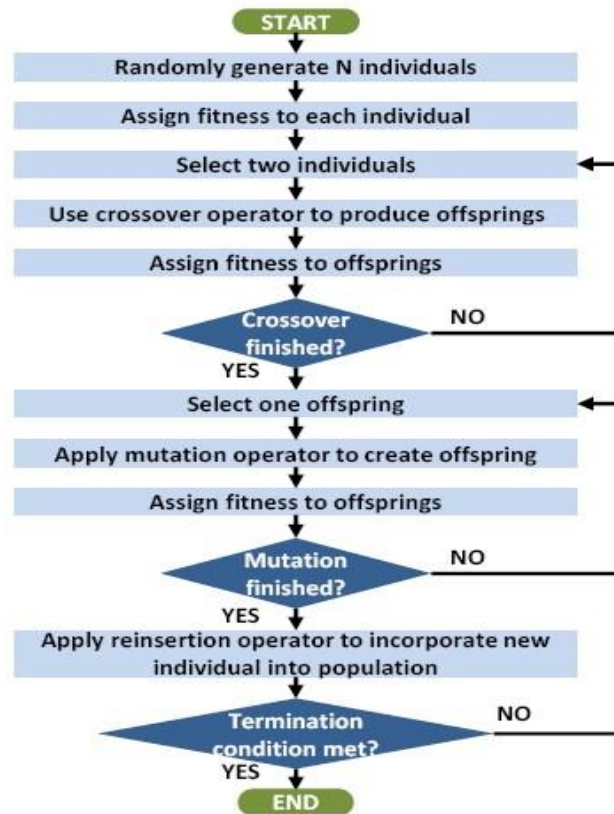 START
Randomly generate N individuals
Assign fitness to each individual
Select two individuals
Use crossover operator to produce offsprings
Assign fitness to offsprings
Crossover
finished?
NO
YES
Select one offspring
Apply mutation operator to create offspring
Assign fitness to offsprings
Mutation
finished?
NO
YES
Apply reinsertion operator to incorporate new
individual into population
Termination
condition met?
NO
YES
END